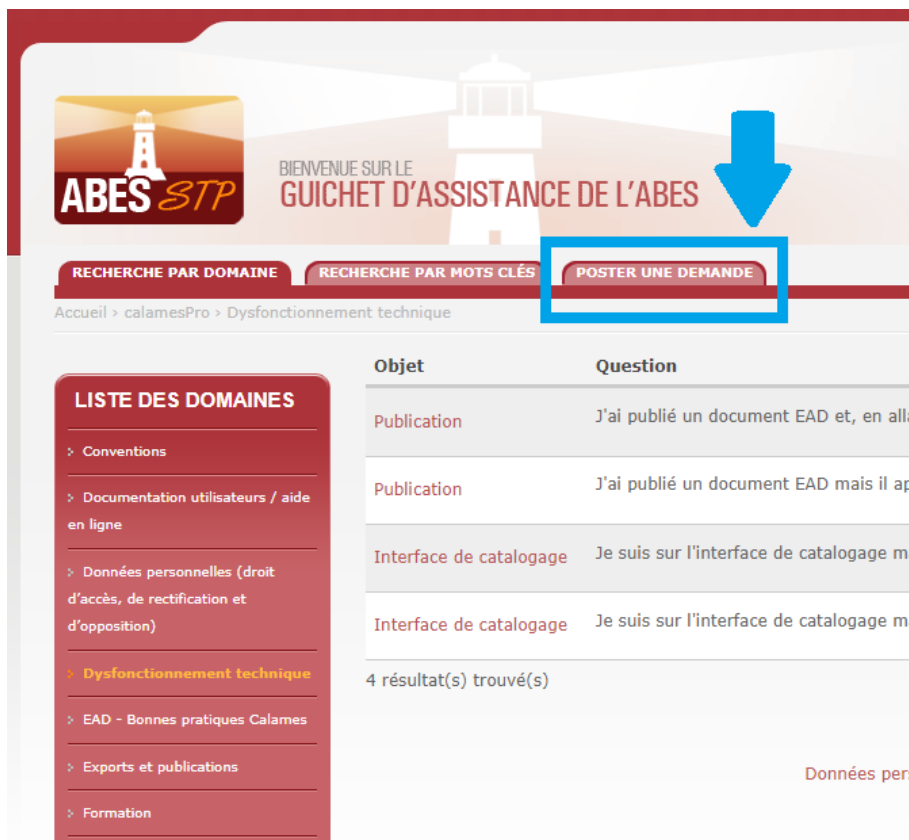 ABES STP
BIENVENUE SUR LE
GUICHET D'ASSISTANCE DE L'ABES
RECHERCHE PAR DOMAINE
RECHERCHE PAR MOTS CLÉS
POSTER UNE DEMANDE
Accueil › calamesPro › Dysfonctionnement technique
LISTE DES DOMAINES
Conventions
Documentation utilisateurs / aide
en ligne
Données personnelles (droit
d'accès, de rectification et
d'opposition)
Dysfonctionnement technique
EAD - Bonnes pratiques Calames
Exports et publications
Formation
Objet Question
Publication J'ai publié un document EAD et, en
Publication J'ai publié un document EAD mais il
Interface de catalogage Je suis sur l'interface de catalogage
Interface de catalogage Je suis sur l'interface de catalogage
4 résultat(s) trouvé(s)
Données